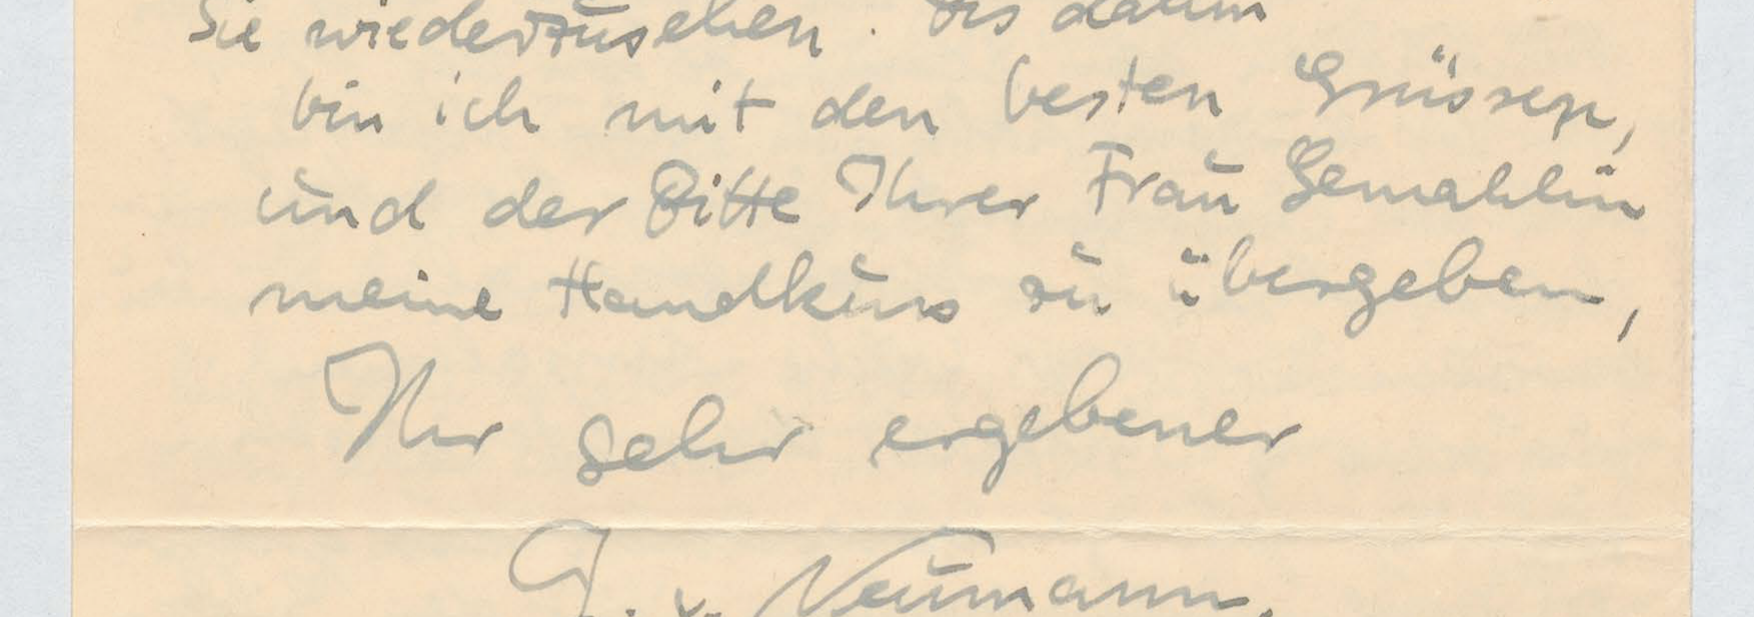 Sie wiederzusehen. Bis dahin
bin ich mit den besten Grüssen,
und der Bitte Ihrer Frau Gemahlin
meine Handküss zu übergeben,
Ihr sehr ergebener
J. v. Neumann.